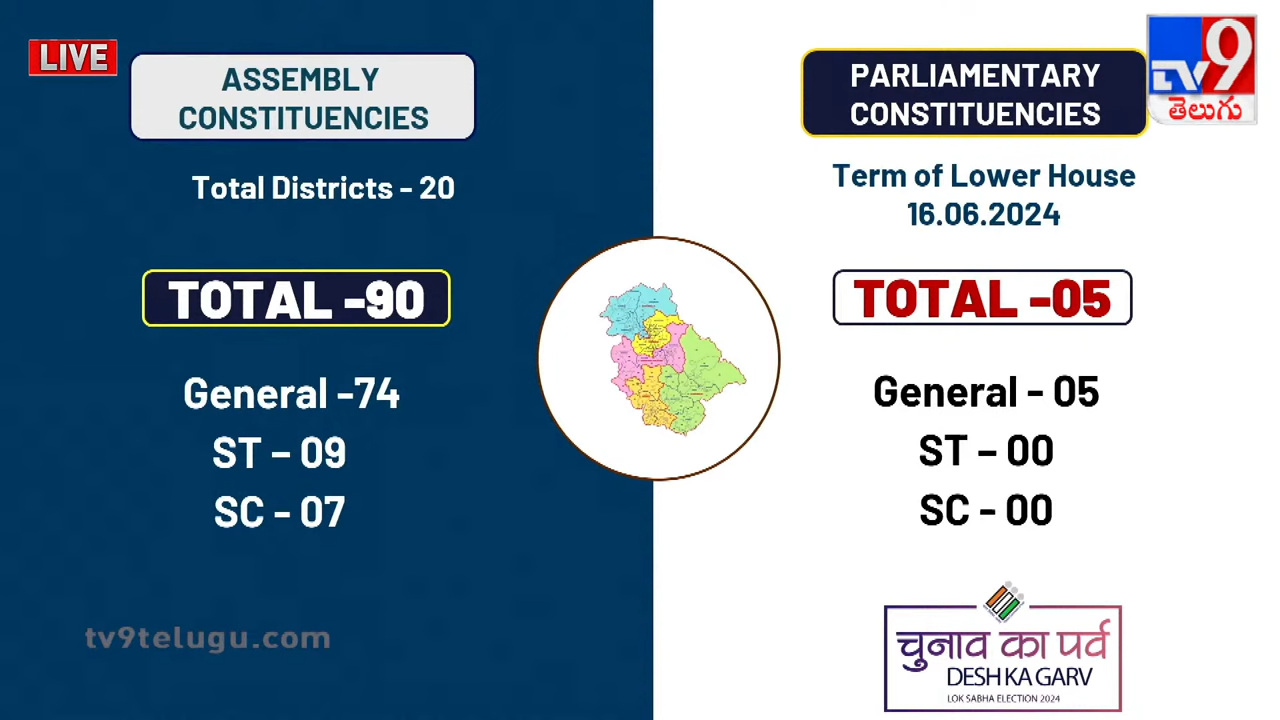 LIVE
ASSEMBLY
CONSTITUENCIES
Total Districts - 20
TOTAL -90
General -74
ST – 09
SC - 07
tv9telugu.com
PARLIAMENTARY
CONSTITUENCIES
TV9
తెలుగు
Term of Lower House
16.06.2024
TOTAL -05
General - 05
ST – 00
SC - 00
चुनाव का पर्व
DESH KA GARV
LOK SABHA ELECTION 2024